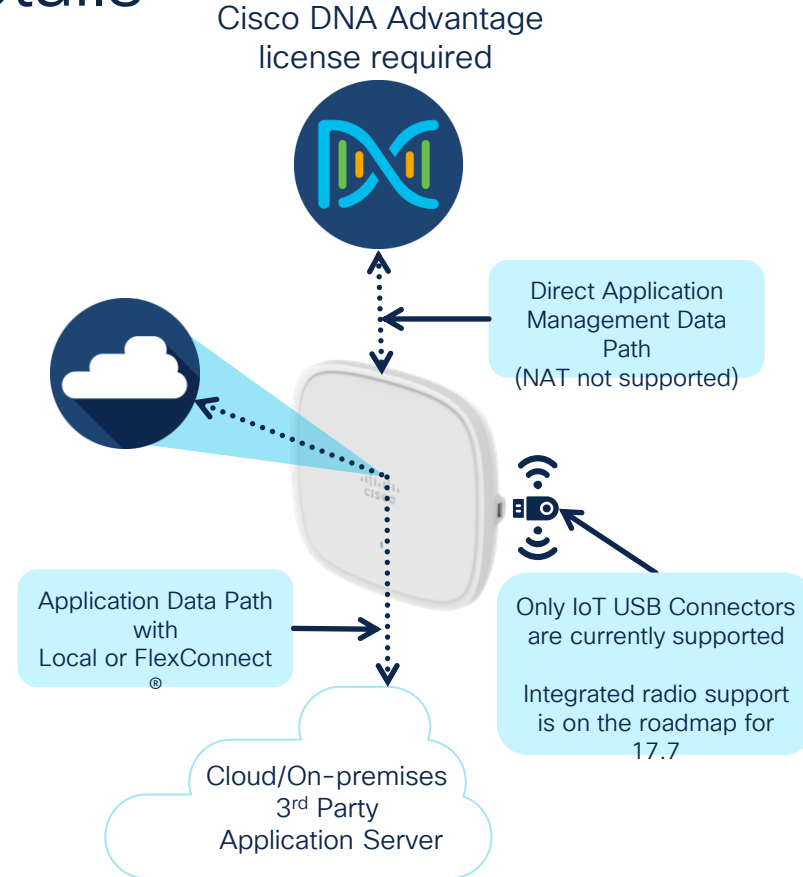 Cisco DNA Advantage
license required
Direct Application
Management Data
Path
(NAT not supported)
CISCO
Application Data Path
with
Local or FlexConnect
®
Only IoT USB Connectors
are currently supported
Integrated radio support
is on the roadmap for
17.7
Cloud/On-premises
3rd Party
Application Server